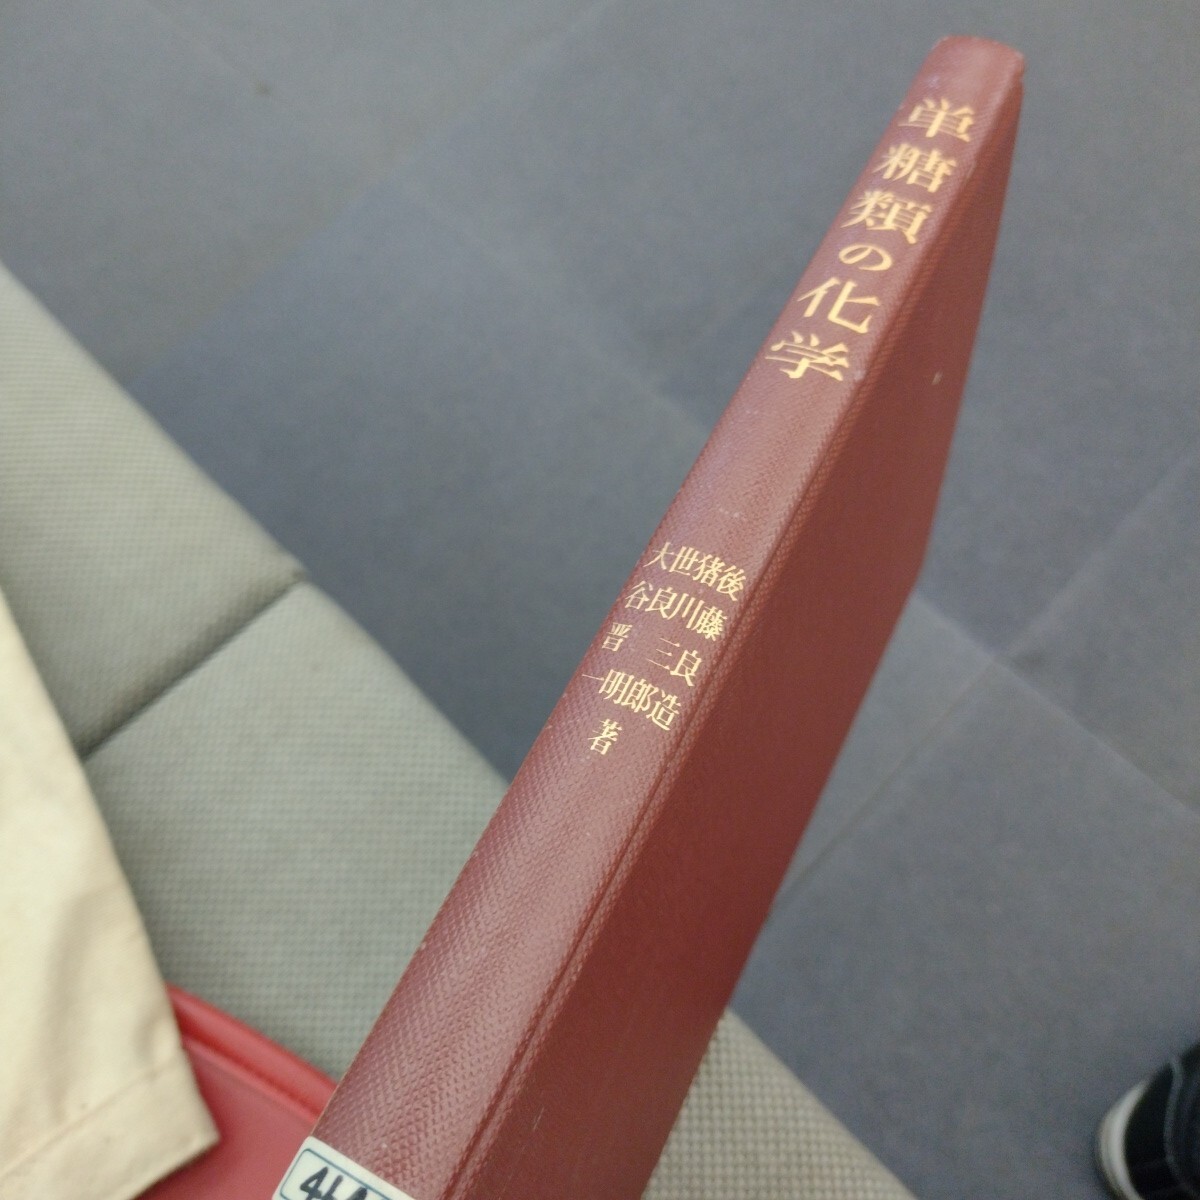 単糖類の化学
後藤良造
猪川三郎
世良明
大谷晋一
著